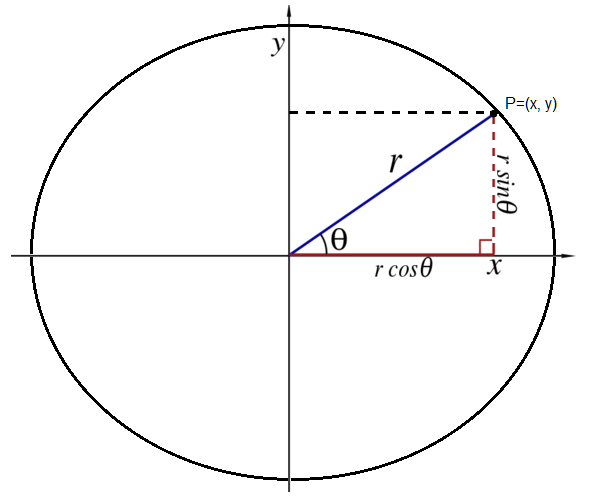 y
P=(x, y)
r
r sinθ
θ
r cosθ
x